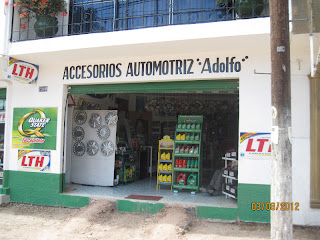 LTH
ACCESORIOS AUTOMOTRIZ "Adolfo"
QUAKER
STATE
LTH
LTH
03/03/2012